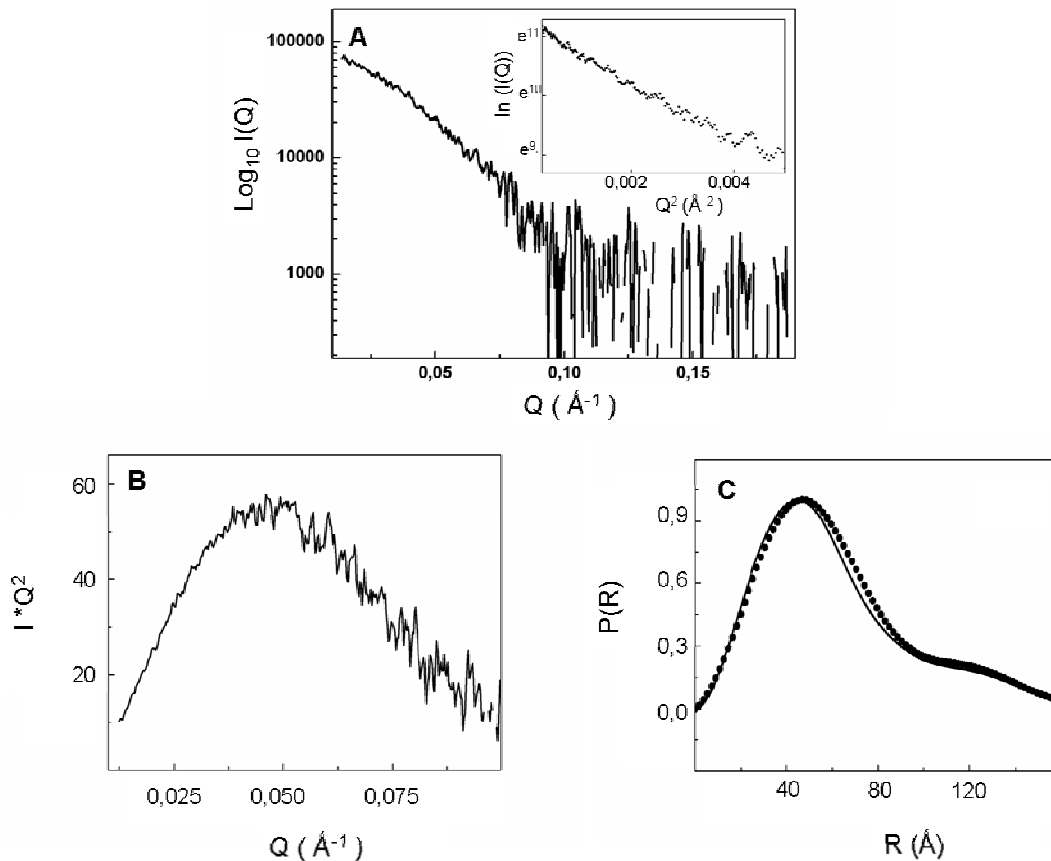 A
100000
10000
1000
Log10 I(Q)
0,05
0,10
0,15
Q ( Å-1)
e11
e10
e9
ln (I(Q))
0,002
0,004
Q2 (Å 2)
B
60
40
20
I *Q2
0,025
0,050
0,075
Q ( Å-1)
C
0,9
0,6
0,3
0,0
P(R)
40
80
120
R (Å)